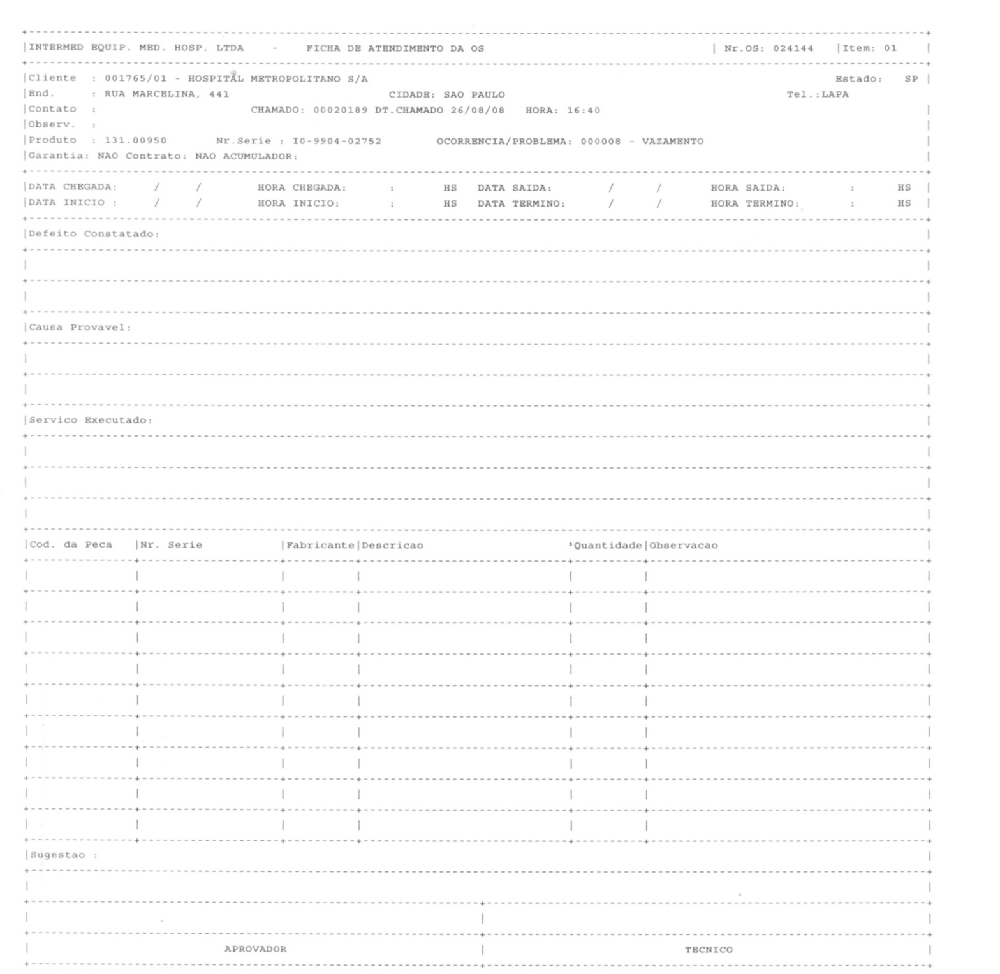 INTERMED EQUIP. MED. HOSP. LTDA - FICHA DE ATENDIMENTO DA OS | Nr.OS: 024144 |Item: 01
Cliente : 001765/01 - HOSPITAL METROPOLITANO S/A Estado: SP
End. : RUA MARCELINA, 441 CIDADE: SAO PAULO Tel.:LAPA
Contato : CHAMADO: 00020189 DT.CHAMADO 26/08/08 HORA: 16:40
Observ. :
Produto : 131.00950 Nr.Serie : I0-9904-02752 OCORRENCIA/PROBLEMA: 000008 - VAZAMENTO
Garantia: NAO Contrato: NAO ACUMULADOR:
DATA CHEGADA: / / HORA CHEGADA: : HS DATA SAIDA: / / HORA SAIDA: : HS
DATA INICIO : / / HORA INICIO: : HS DATA TERMINO: / / HORA TERMINO: : HS
Defeito Constatado:
Causa Provavel:
Servico Executado:
Cod. da Peca |Nr. Serie |Fabricante|Descricao ³Quantidade|Observacao
Sugestao :
APROVADOR | TECNICO